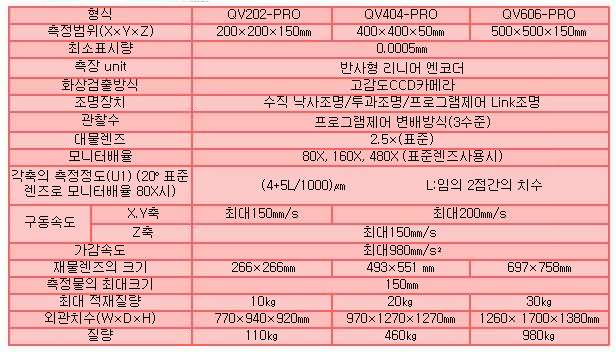 형식 QV202-PRO QV404-PRO QV606-PRO
측정범위(X×Y×Z) 200×200×150㎜ 400×400×50㎜ 500×500×150㎜
최소표시량 0.0005㎜
측장 unit 반사형 리니어 엔코더
화상검출방식 고감도CCD카메라
조명장치 수직 낙사조명/투과조명/프로그램제어 Link조명
관찰수 프로그램제어 변배방식(3수준)
대물렌즈 2.5×(표준)
모니터배율 80X, 160X, 480X (표준렌즈사용시)
각축의 측정정도(U1) (20° 표준
렌즈로 모니터배율 80X시) (4+5L/1000)㎛ L:임의 2점간의 치수
구동속도 X.Y축 최대150㎜/s 최대200㎜/s
Z축 최대150㎜/s
가감속도 최대980㎜/s²
재물렌즈의 크기 266×266㎜ 493×551 ㎜ 697×758㎜
측정물의 최대크기 150㎜
최대 적재질량 10㎏ 20㎏ 30㎏
외관치수(W×D×H) 770×940×920㎜ 970×1270×1270㎜ 1260× 1700×1380㎜
질량 110㎏ 460㎏ 980㎏